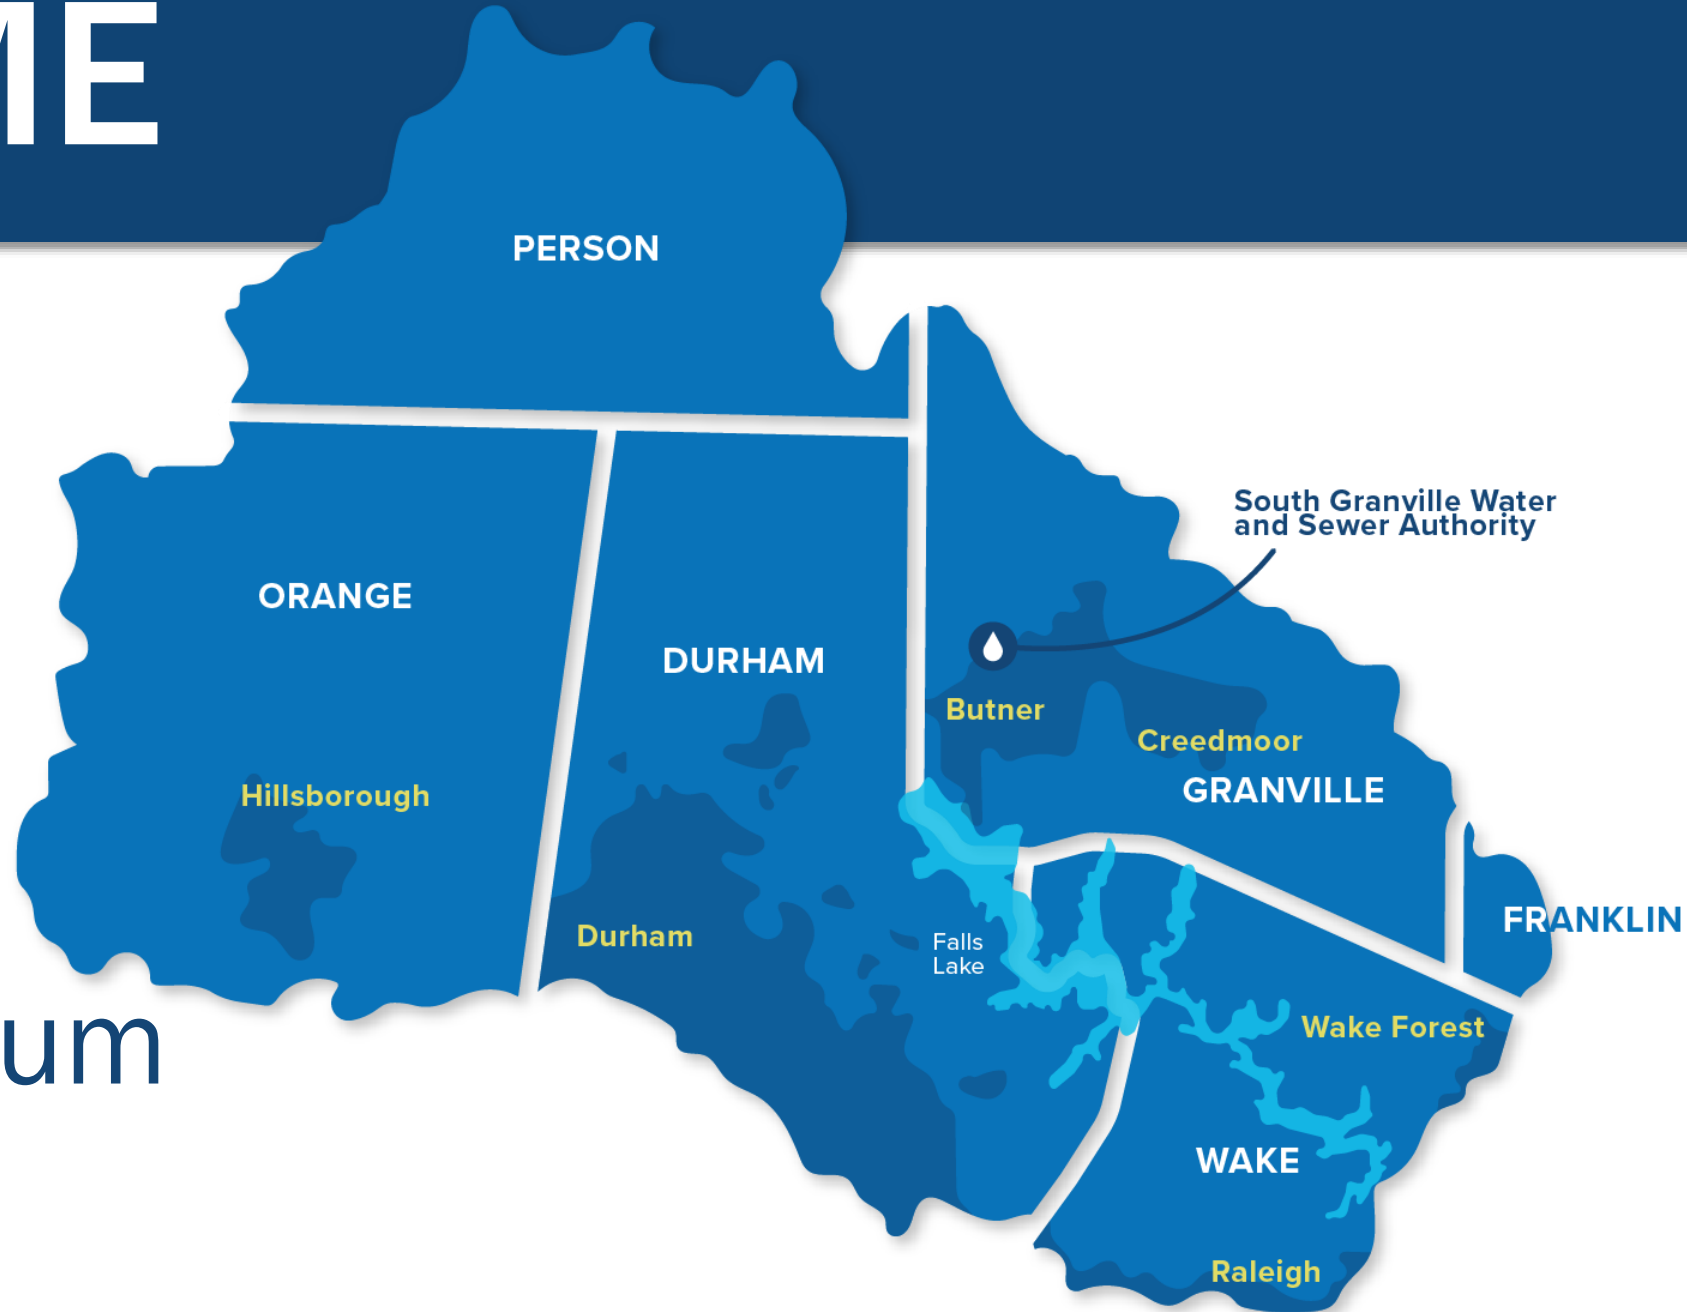 ME
PERSON
South Granville Water
and Sewer Authority
ORANGE
DURHAM
Butner
Creedmoor
GRANVILLE
Hillsborough
FRANKLIN
Durham
Falls
Lake
Wake Forest
um
WAKE
Raleigh